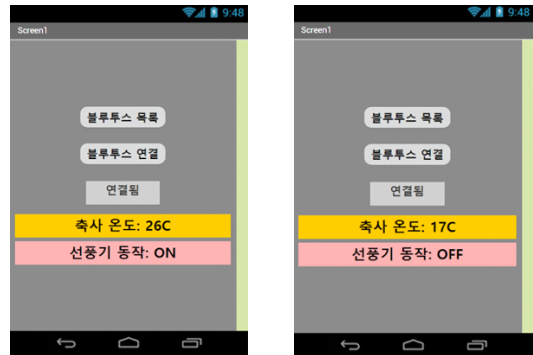 9:48
Screen1
블루투스 목록
블루투스 연결
연결됨
축사 온도: 26C
선풍기 동작: ON
9:48
Screen1
블루투스 목록
블루투스 연결
연결됨
축사 온도: 17C
선풍기 동작: OFF